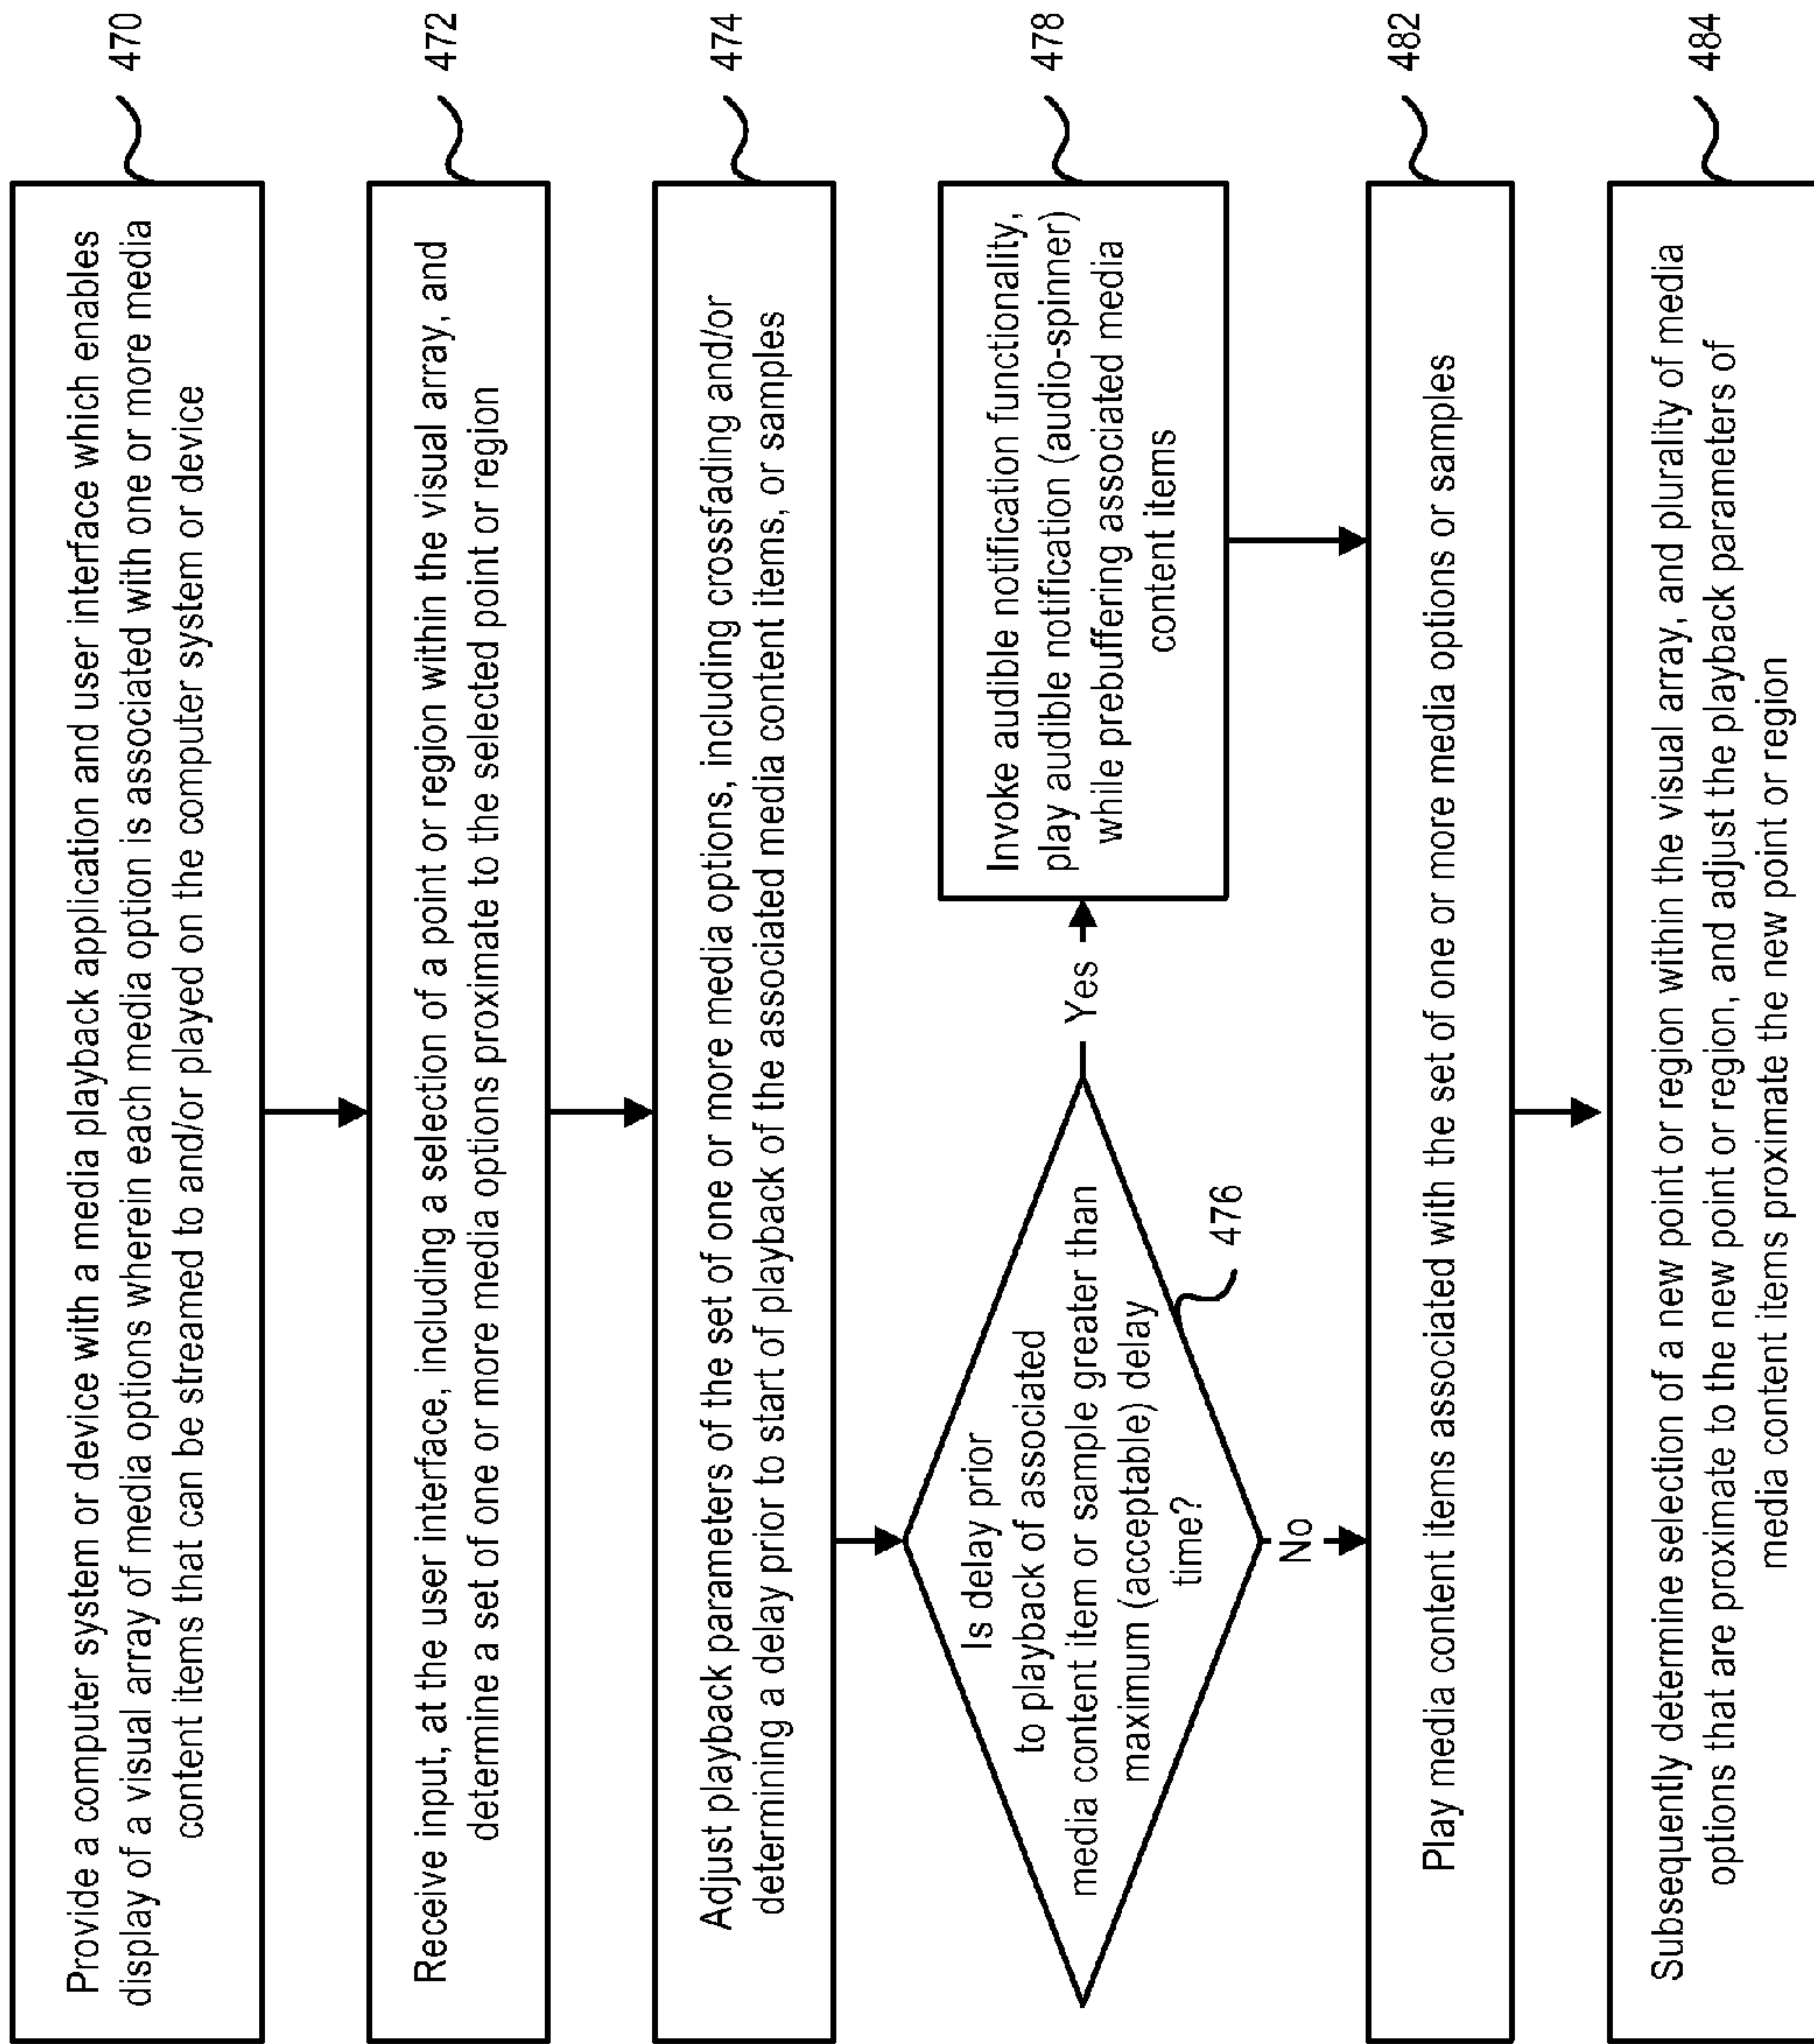 Provide a computer system or device with a media playback application and user interface which enables
display of a visual array of media options wherein each media option is associated with one or more media
content items that can be streamed to and/or played on the computer system or device
470
Receive input, at the user interface, including a selection of a point or region within the visual array, and
determine a set of one or more media options proximate to the selected point or region
472
Adjust playback parameters of the set of one or more media options, including crossfading and/or
determining a delay prior to start of playback of the associated media content items, or samples
474
Is delay prior
to playback of associated
media content item or sample greater than
maximum (acceptable) delay
time?
476
Yes
No
Invoke audible notification functionality,
play audible notification (audio-spinner)
while prebuffering associated media
content items
478
Play media content items associated with the set of one or more media options or samples
482
Subsequently determine selection of a new point or region within the visual array, and plurality of media
options that are proximate to the new point or region, and adjust the playback parameters of
media content items proximate the new point or region
484